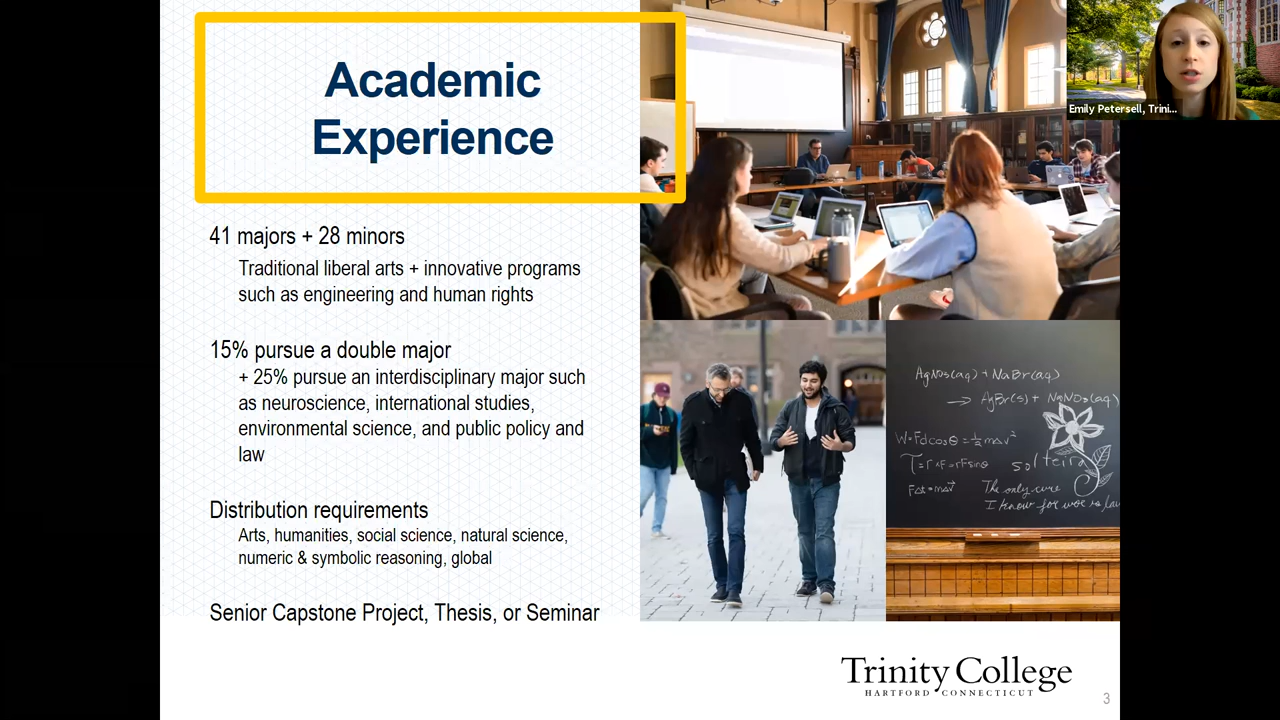 Academic
Experience
Emily Petersell, Trini...
41 majors + 28 minors
Traditional liberal arts + innovative programs
such as engineering and human rights
15% pursue a double major
+ 25% pursue an interdisciplinary major such
as neuroscience, international studies,
environmental science, and public policy and
law
Distribution requirements
Arts, humanities, social science, natural science,
numeric & symbolic reasoning, global
Senior Capstone Project, Thesis, or Seminar
AgNO3(aq) + NaBr(aq)
→ AgBr(s) + NaNO3(aq)
W=Fdcosθ = ½mΔv²
τ=r×F=rFsinθ
FΔt=mΔv
solteira
The only cure
I know for woe is
Trinity College
HARTFORD CONNECTICUT
3